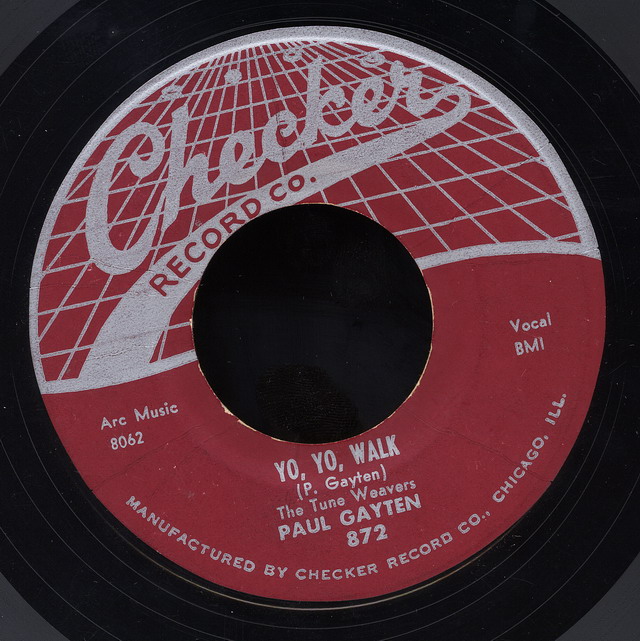 Checker
RECORD CO.
Vocal
BMI
Arc Music
8062
YO, YO, WALK
(P. Gayten)
The Tune Weavers
PAUL GAYTEN
872
MANUFACTURED BY CHECKER RECORD CO., CHICAGO, ILL.